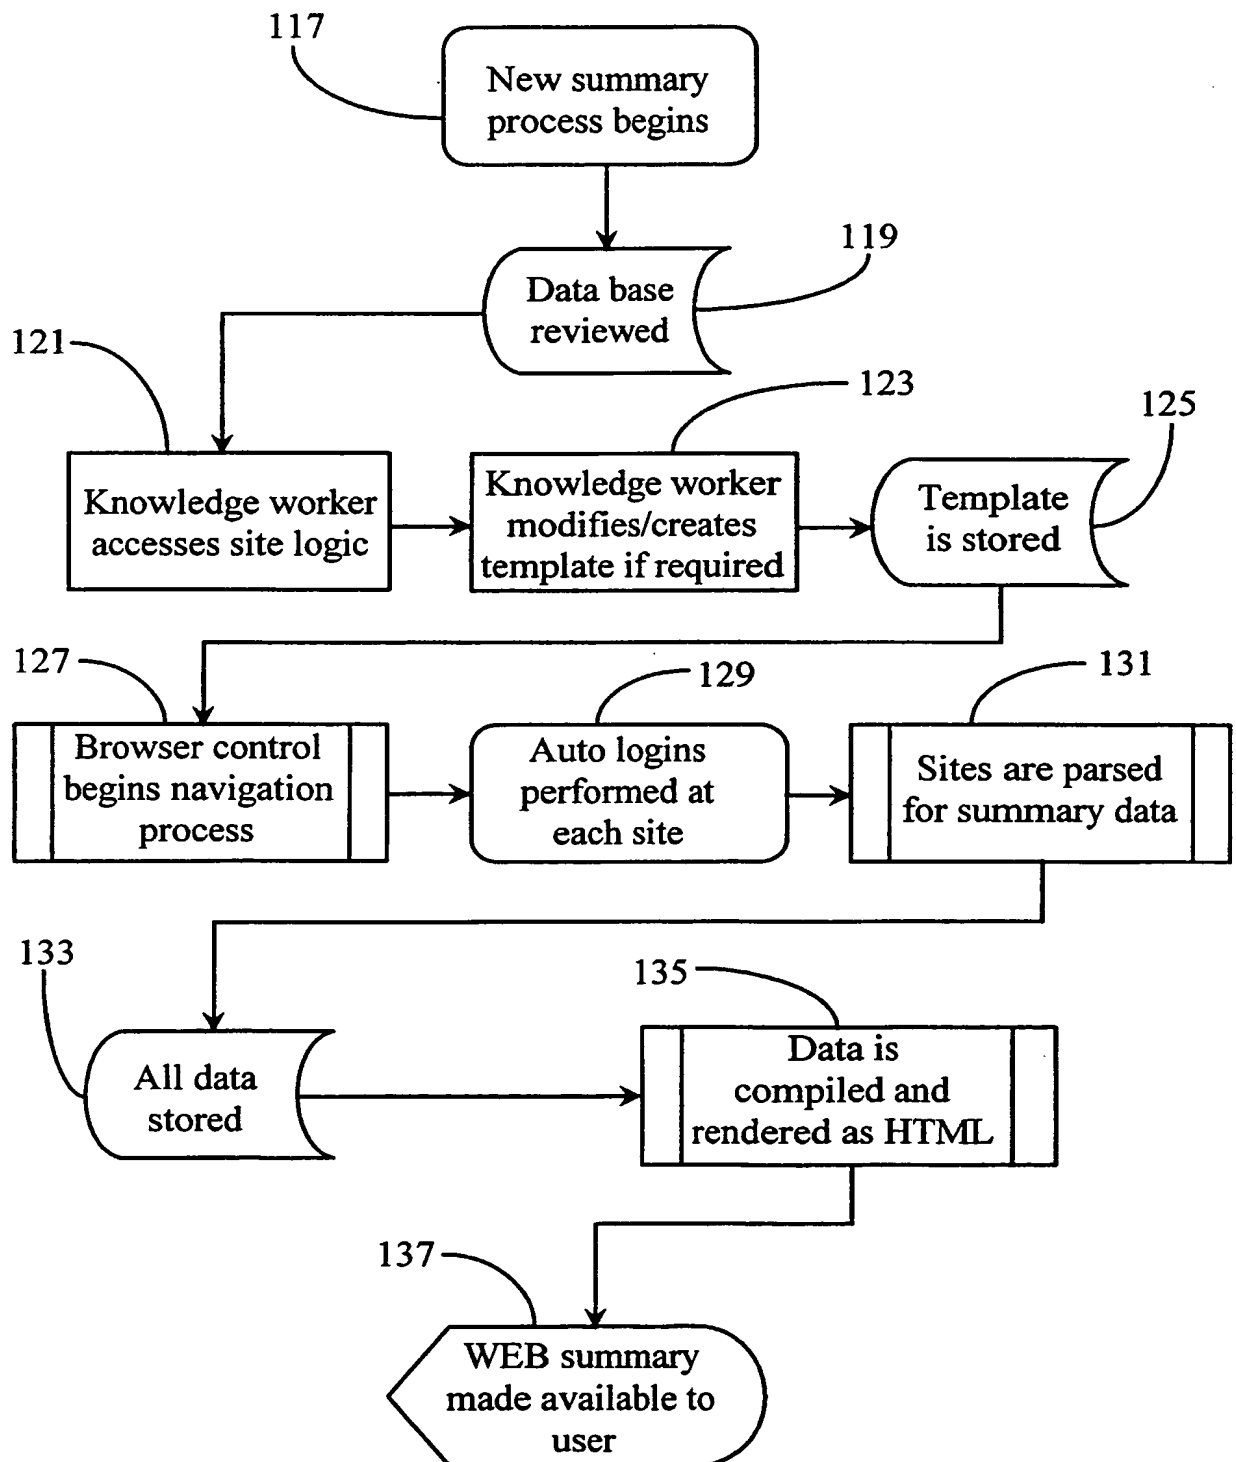 117
New summary
process begins
119
Data base
reviewed
121
Knowledge worker
accesses site logic
123
Knowledge worker
modifies/creates
template if required
125
Template
is stored
127
Browser control
begins navigation
process
129
Auto logins
performed at
each site
131
Sites are parsed
for summary data
133
All data
stored
135
Data is
compiled and
rendered as HTML
137
WEB summary
made available to
user